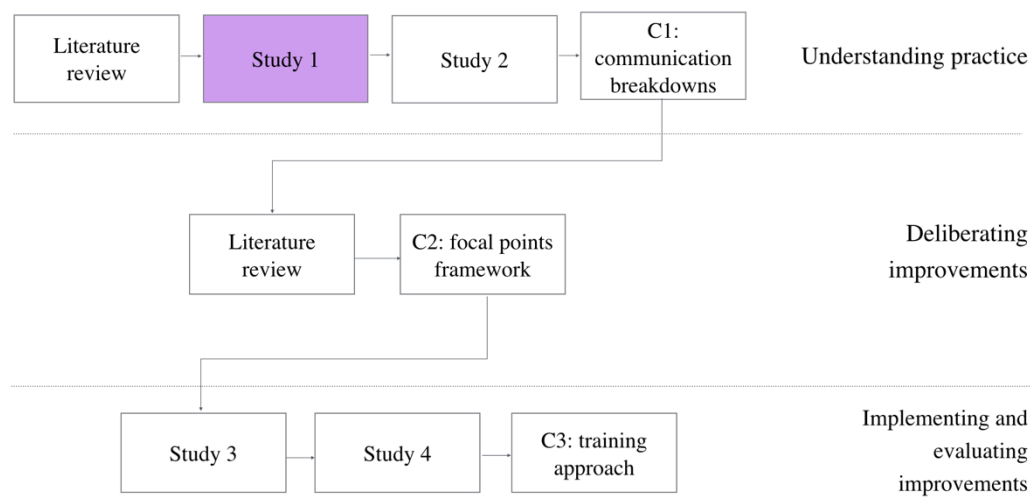 Literature
review
Study 1
Study 2
C1:
communication
breakdowns
Understanding practice
Literature
review
C2: focal points
framework
Deliberating
improvements
Study 3
Study 4
C3: training
approach
Implementing and
evaluating
improvements